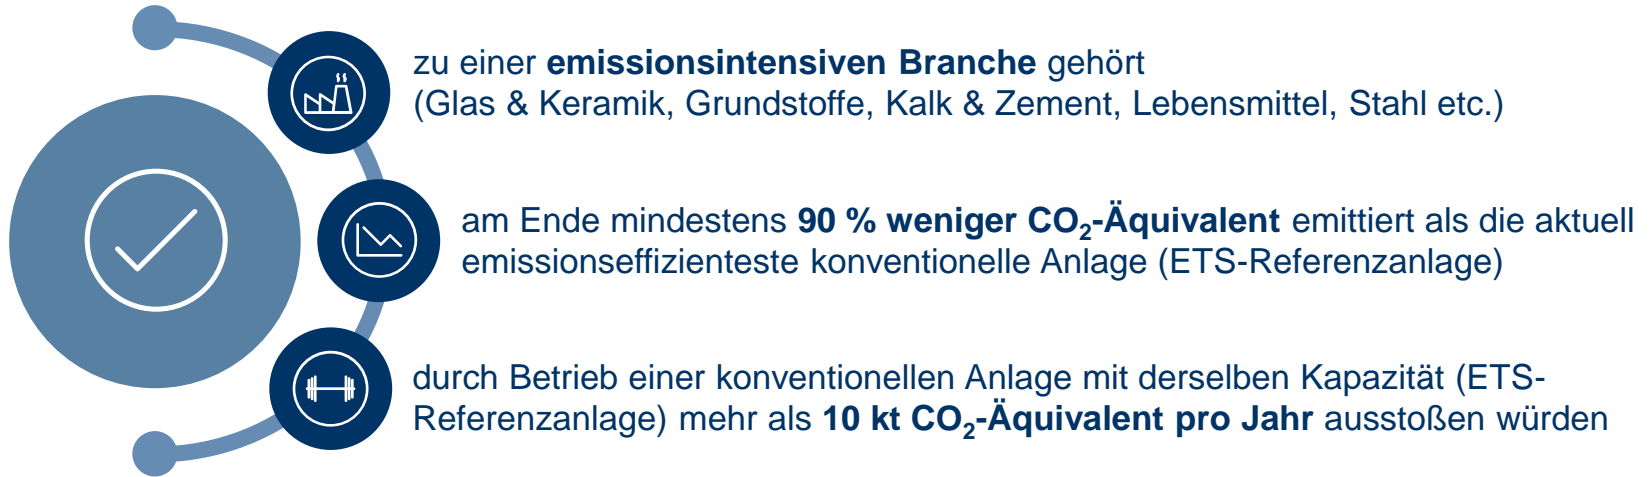 zu einer emissionsintensiven Branche gehört
(Glas & Keramik, Grundstoffe, Kalk & Zement, Lebensmittel, Stahl etc.)
am Ende mindestens 90 % weniger CO₂-Äquivalent emittiert als die aktuell
emissionseffizienteste konventionelle Anlage (ETS-Referenzanlage)
durch Betrieb einer konventionellen Anlage mit derselben Kapazität (ETS-
Referenzanlage) mehr als 10 kt CO₂-Äquivalent pro Jahr ausstoßen würden